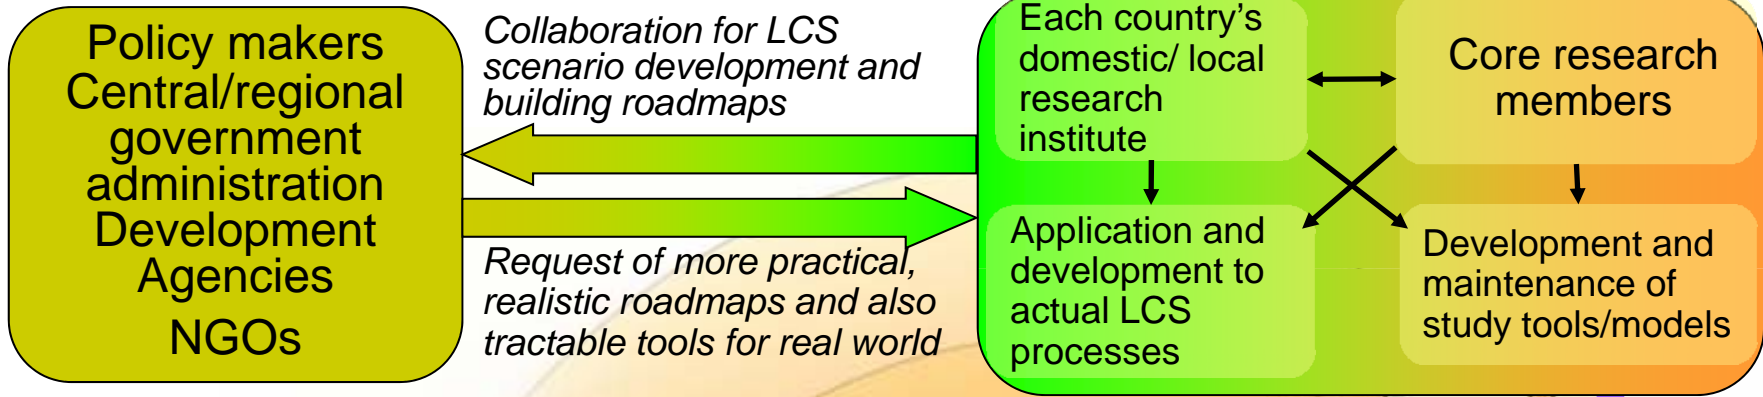 Policy makers
Central/regional
government
administration
Development
Agencies
NGOs
Collaboration for LCS
scenario development and
building roadmaps
Request of more practical,
realistic roadmaps and also
tractable tools for real world
Each country's
domestic/ local
research
institute
Core research
members
Application and
development to
actual LCS
processes
Development and
maintenance of
study tools/models